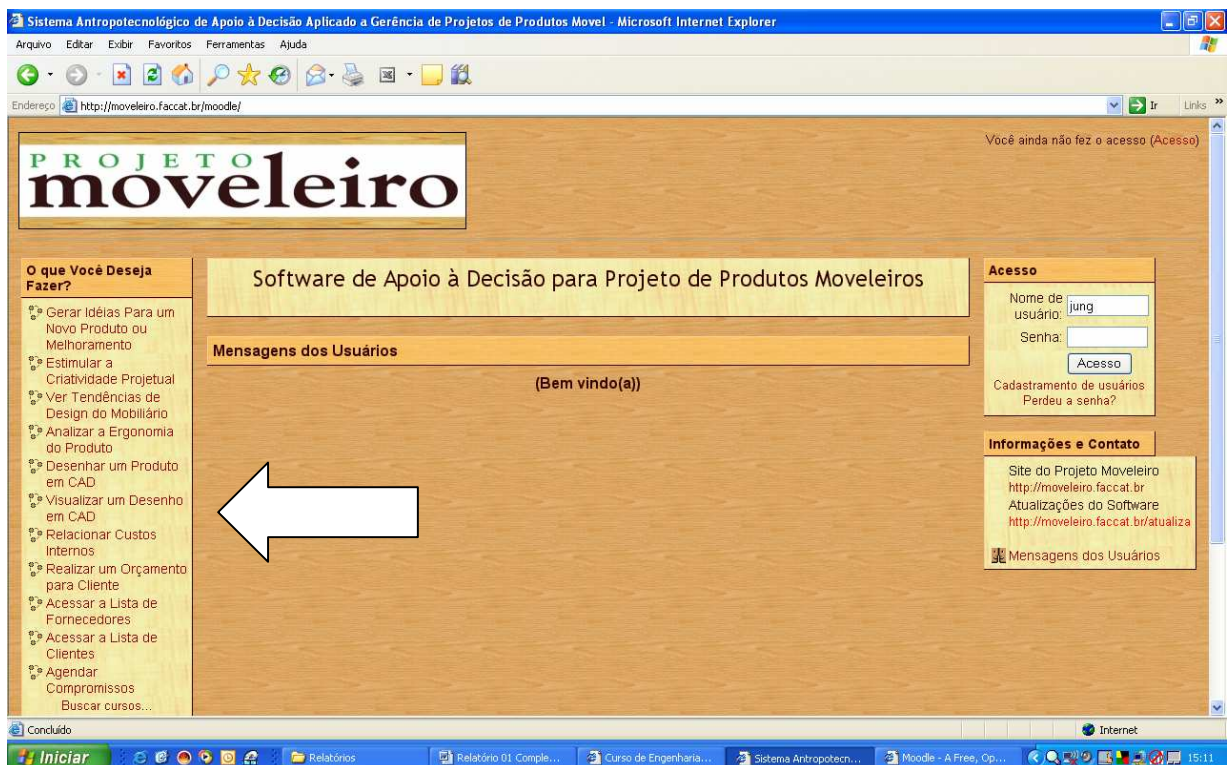 Sistema Antropotecnológico de Apoio à Decisão Aplicado a Gerência de Projetos de Produtos Movel - Microsoft Internet Explorer
Arquivo Editar Exibir Favoritos Ferramentas Ajuda
Endereço http://moveleiro.faccat.br/moodle/ Ir Links »
Você ainda não fez o acesso (Acesso)
PROJETO
moveleiro
O que Você Deseja
Fazer?
Gerar Idéias Para um
Novo Produto ou
Melhoramento
Estimular a
Criatividade Projetual
Ver Tendências de
Design do Mobiliário
Analizar a Ergonomia
do Produto
Desenhar um Produto
em CAD
Visualizar um Desenho
em CAD
Relacionar Custos
Internos
Realizar um Orçamento
para Cliente
Acessar a Lista de
Fornecedores
Acessar a Lista de
Clientes
Agendar
Compromissos
Buscar cursos...
Software de Apoio à Decisão para Projeto de Produtos Moveleiros
Mensagens dos Usuários
(Bem vindo(a))
Acesso
Nome de
usuário: jung
Senha:
Acesso
Cadastramento de usuários
Perdeu a senha?
Informações e Contato
Site do Projeto Moveleiro
http://moveleiro.faccat.br
Atualizações do Software
http://moveleiro.faccat.br/atualiza
Mensagens dos Usuários
Concluído Internet
Iniciar Relatórios Relatório 01 Comple... Curso de Engenharia... Sistema Antropotecn... Moodle - A Free, Op... 15:11